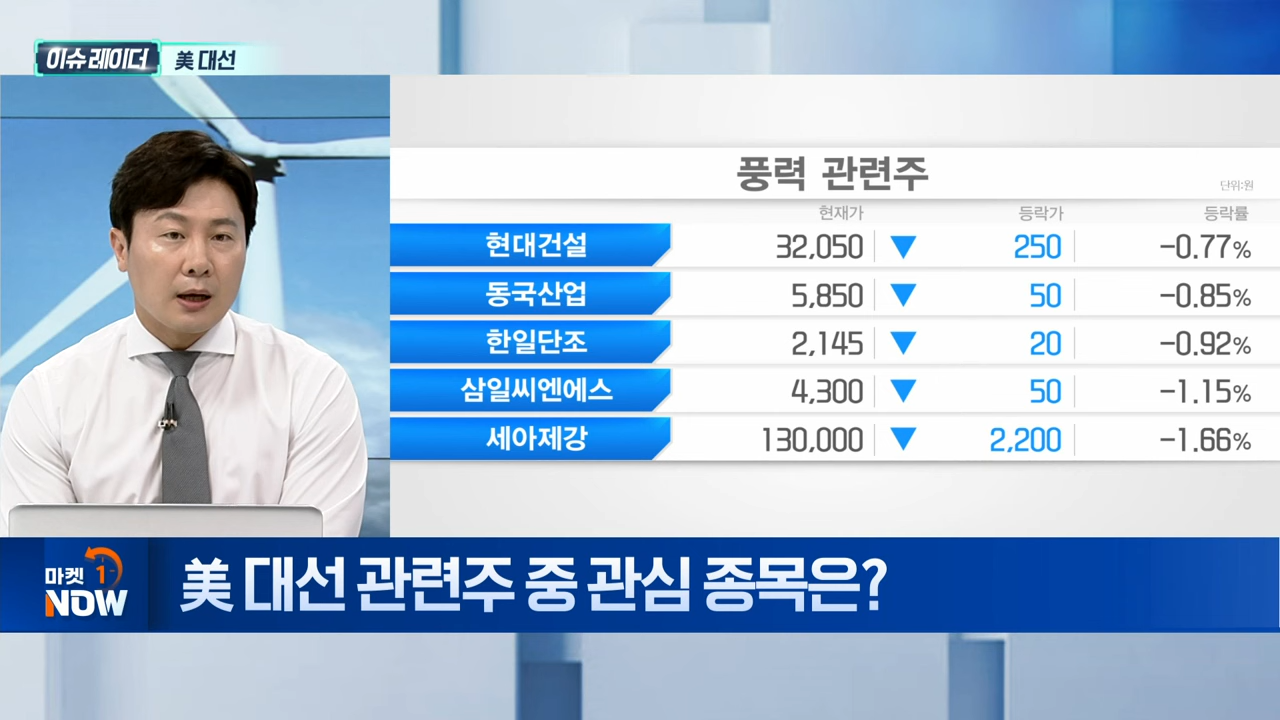 이슈 레이더 美 대선
풍력 관련주
단위:원
현재가 등락가 등락률
현대건설 32,050 ▼ 250 -0.77%
동국산업 5,850 ▼ 50 -0.85%
한일단조 2,145 ▼ 20 -0.92%
삼일씨엔에스 4,300 ▼ 50 -1.15%
세아제강 130,000 ▼ 2,200 -1.66%
마켓 1
NOW
美 대선 관련주 중 관심 종목은?